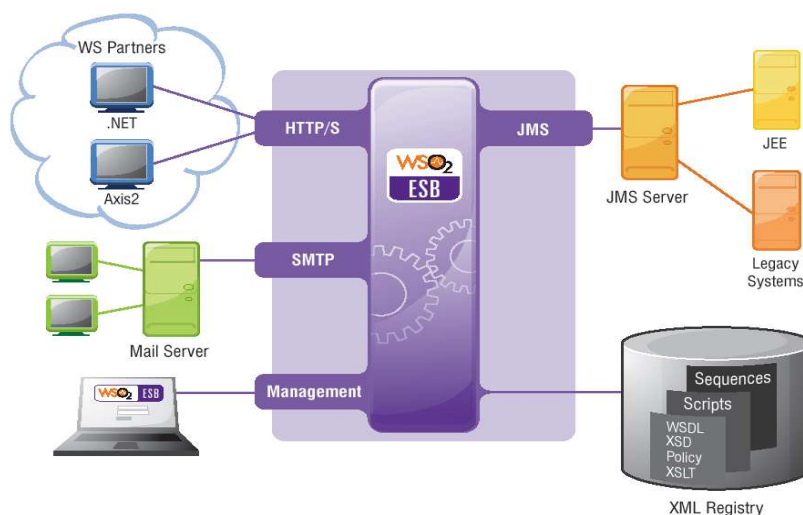 WS Partners
.NET
Axis2
HTTP/S
WSO2
ESB
JMS
JMS Server
JEE
Legacy
Systems
SMTP
Mail Server
Management
WSO2 ESB
Sequences
Scripts
WSDL
XSD
Policy
XSLT
XML Registry